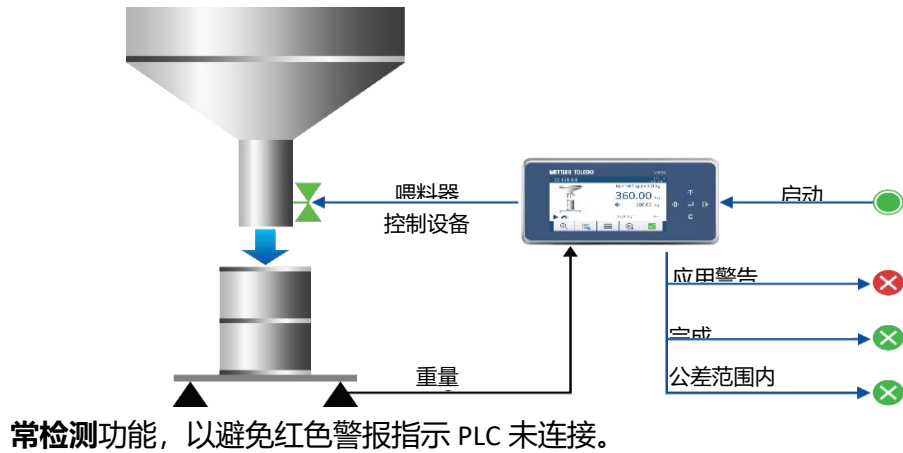 METTLER TOLEDO
360.00 kg
C
喂料器
控制设备
启动
应用警告
完成
重量
公差范围内
常检测功能，以避免红色警报指示 PLC 未连接。